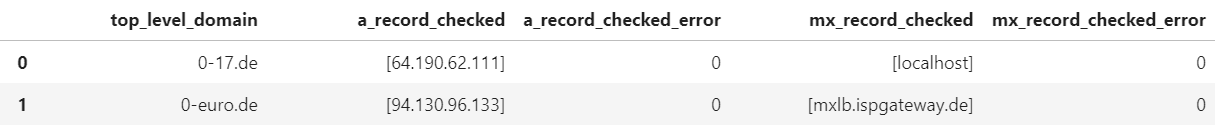 top_level_domain a_record_checked a_record_checked_error mx_record_checked mx_record_checked_error
0 0-17.de [64.190.62.111] 0 [localhost] 0
1 0-euro.de [94.130.96.133] 0 [mxlb.ispgateway.de] 0